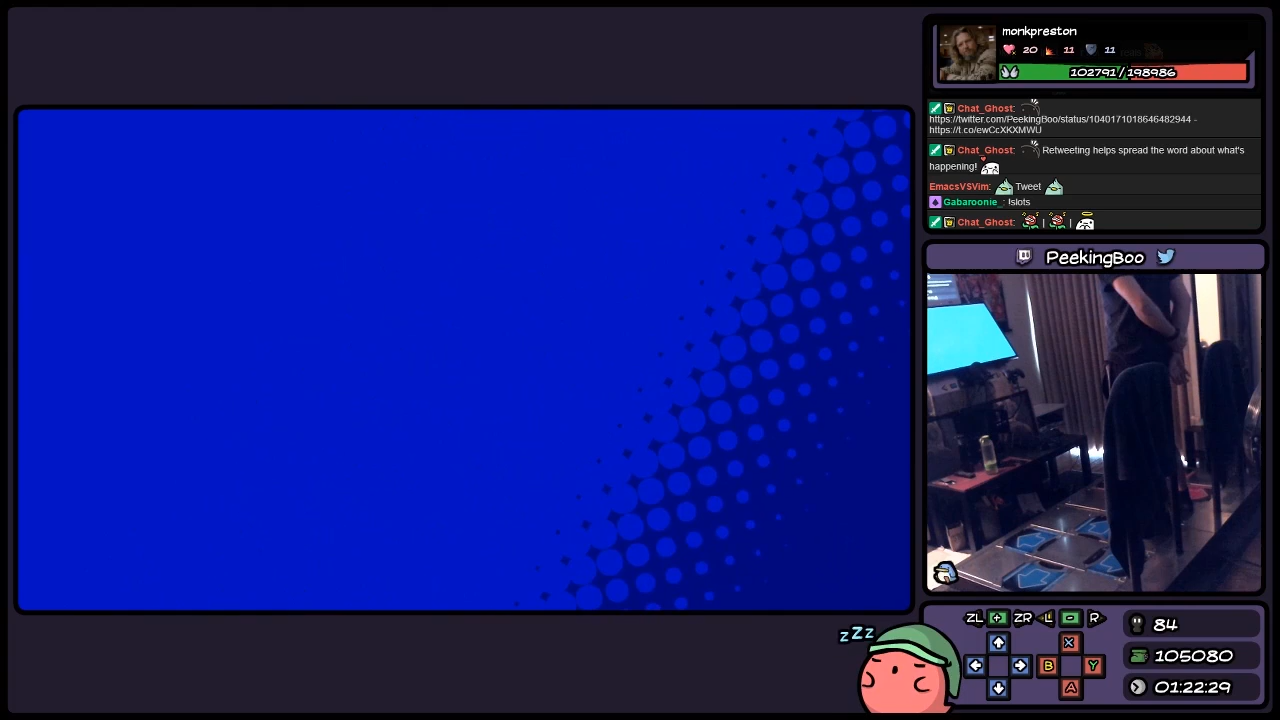 monkpreston
20 11 11
102791 / 198986
Chat_Ghost:
https://twitter.com/PeekingBoo/status/1040171018646482944 -
https://t.co/ewCcXKXMWU
Chat_Ghost: Retweeting helps spread the word about what's
happening!
EmacsVSVim: Tweet
Gabaroonie_: !slots
Chat_Ghost: | |
PeekingBoo
zZZ
ZL + ZR L - R
X
B Y
A
84
105080
01:22:29